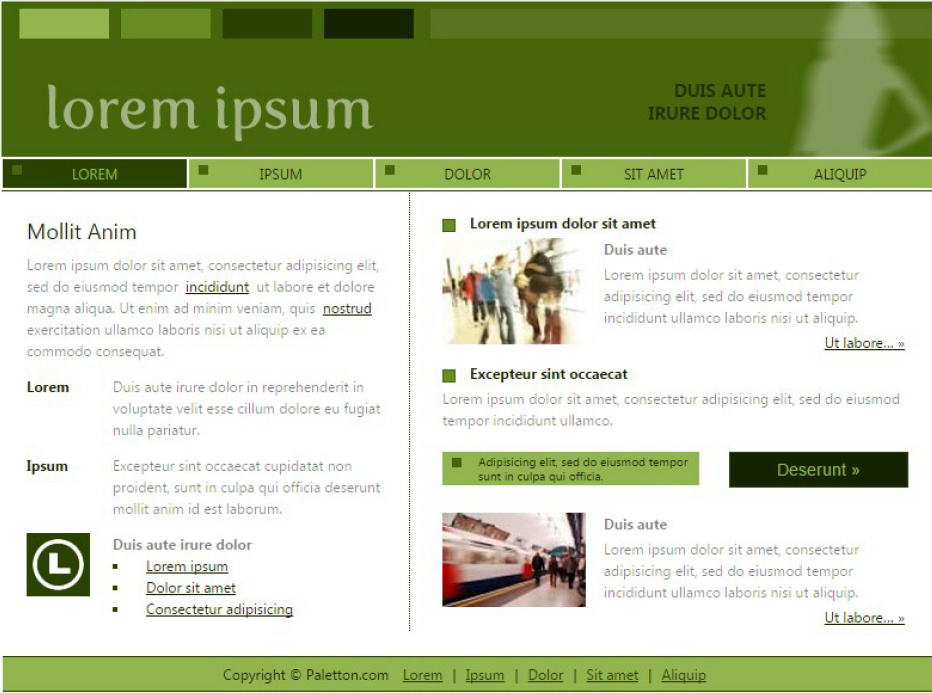 lorem ipsum
DUIS AUTE
IRURE DOLOR
LOREM
IPSUM
DOLOR
SIT AMET
ALIQUIP
Mollit Anim
Lorem ipsum dolor sit amet, consectetur adipisicing elit,
sed do eiusmod tempor incididunt ut labore et dolore
magna aliqua. Ut enim ad minim veniam, quis nostrud
exercitation ullamco laboris nisi ut aliquip ex ea
commodo consequat.
Lorem
Duis aute irure dolor in reprehenderit in
voluptate velit esse cillum dolore eu fugiat
nulla pariatur.
Ipsum
Excepteur sint occaecat cupidatat non
proident, sunt in culpa qui officia deserunt
mollit anim id est laborum.
Duis aute irure dolor
Lorem ipsum
Dolor sit amet
Consectetur adipisicing
Lorem ipsum dolor sit amet
Duis aute
Lorem ipsum dolor sit amet, consectetur
adipisicing elit, sed do eiusmod tempor
incididunt ullamco laboris nisi ut aliquip.
Ut labore... »
Excepteur sint occaecat
Lorem ipsum dolor sit amet, consectetur adipisicing elit, sed do eiusmod
tempor incididunt ullamco.
Adipisicing elit, sed do eiusmod tempor
sunt in culpa qui officia.
Deserunt »
Duis aute
Lorem ipsum dolor sit amet, consectetur
adipisicing elit, sed do eiusmod tempor
incididunt ullamco laboris nisi ut aliquip.
Ut labore... »
Copyright © Paletton.com Lorem | Ipsum | Dolor | Sit amet | Aliquip